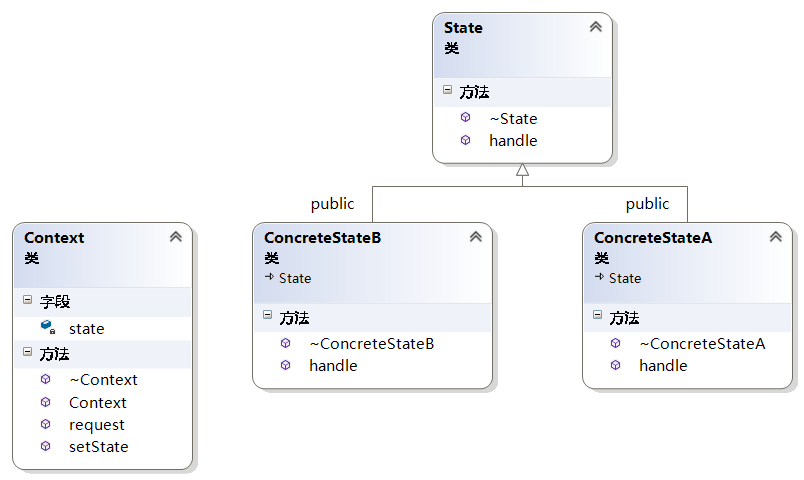 State
类
方法
~State
handle
public
public
Context
类
字段
state
方法
~Context
Context
request
setState
ConcreteStateB
类
State
方法
~ConcreteStateB
handle
ConcreteStateA
类
State
方法
~ConcreteStateA
handle